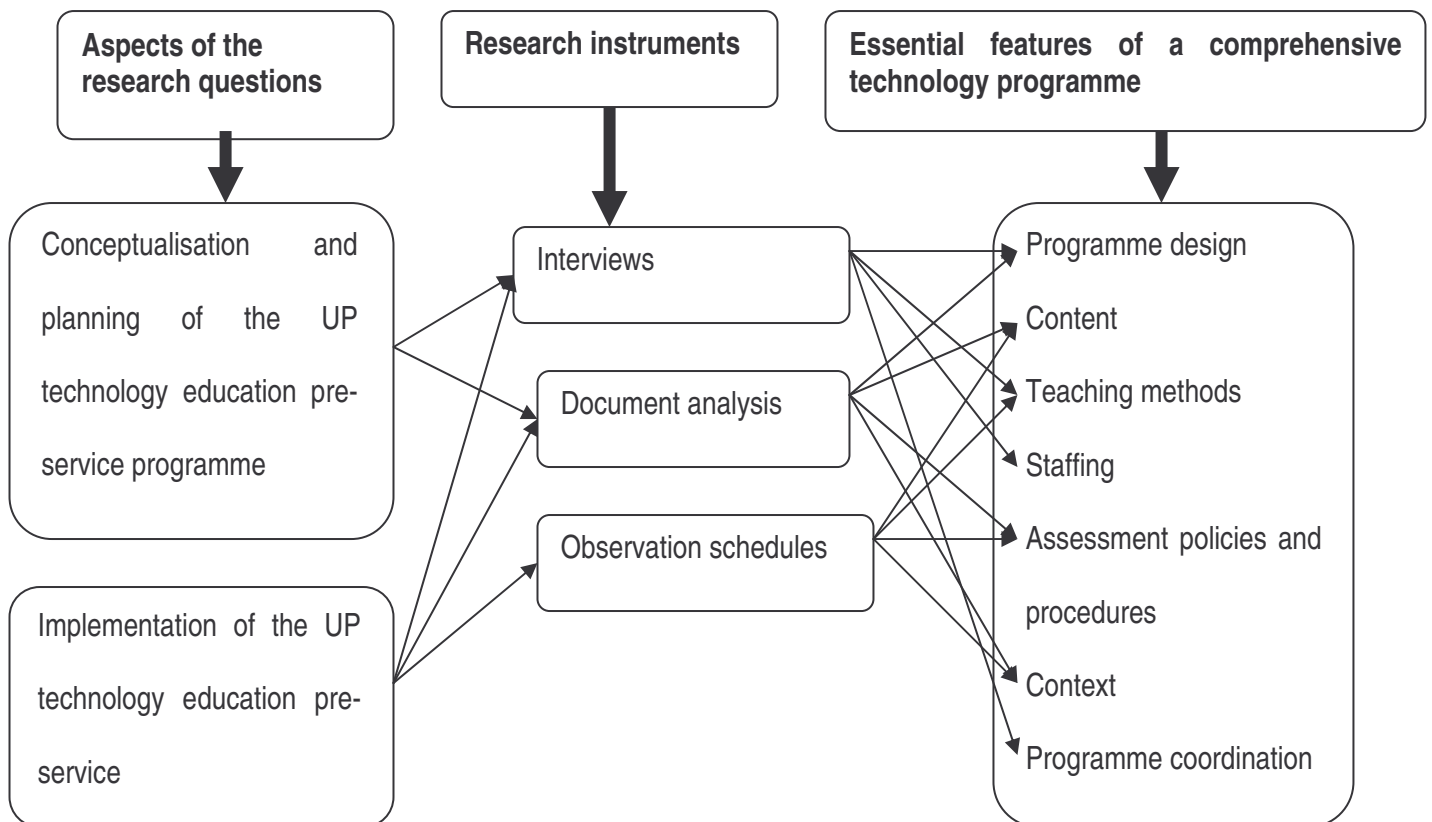 Aspects of the
research questions
Research instruments
Essential features of a comprehensive
technology programme
Conceptualisation and
planning of the UP
technology education pre-
service programme
Implementation of the UP
technology education pre-
service
Interviews
Document analysis
Observation schedules
Programme design
Content
Teaching methods
Staffing
Assessment policies and
procedures
Context
Programme coordination